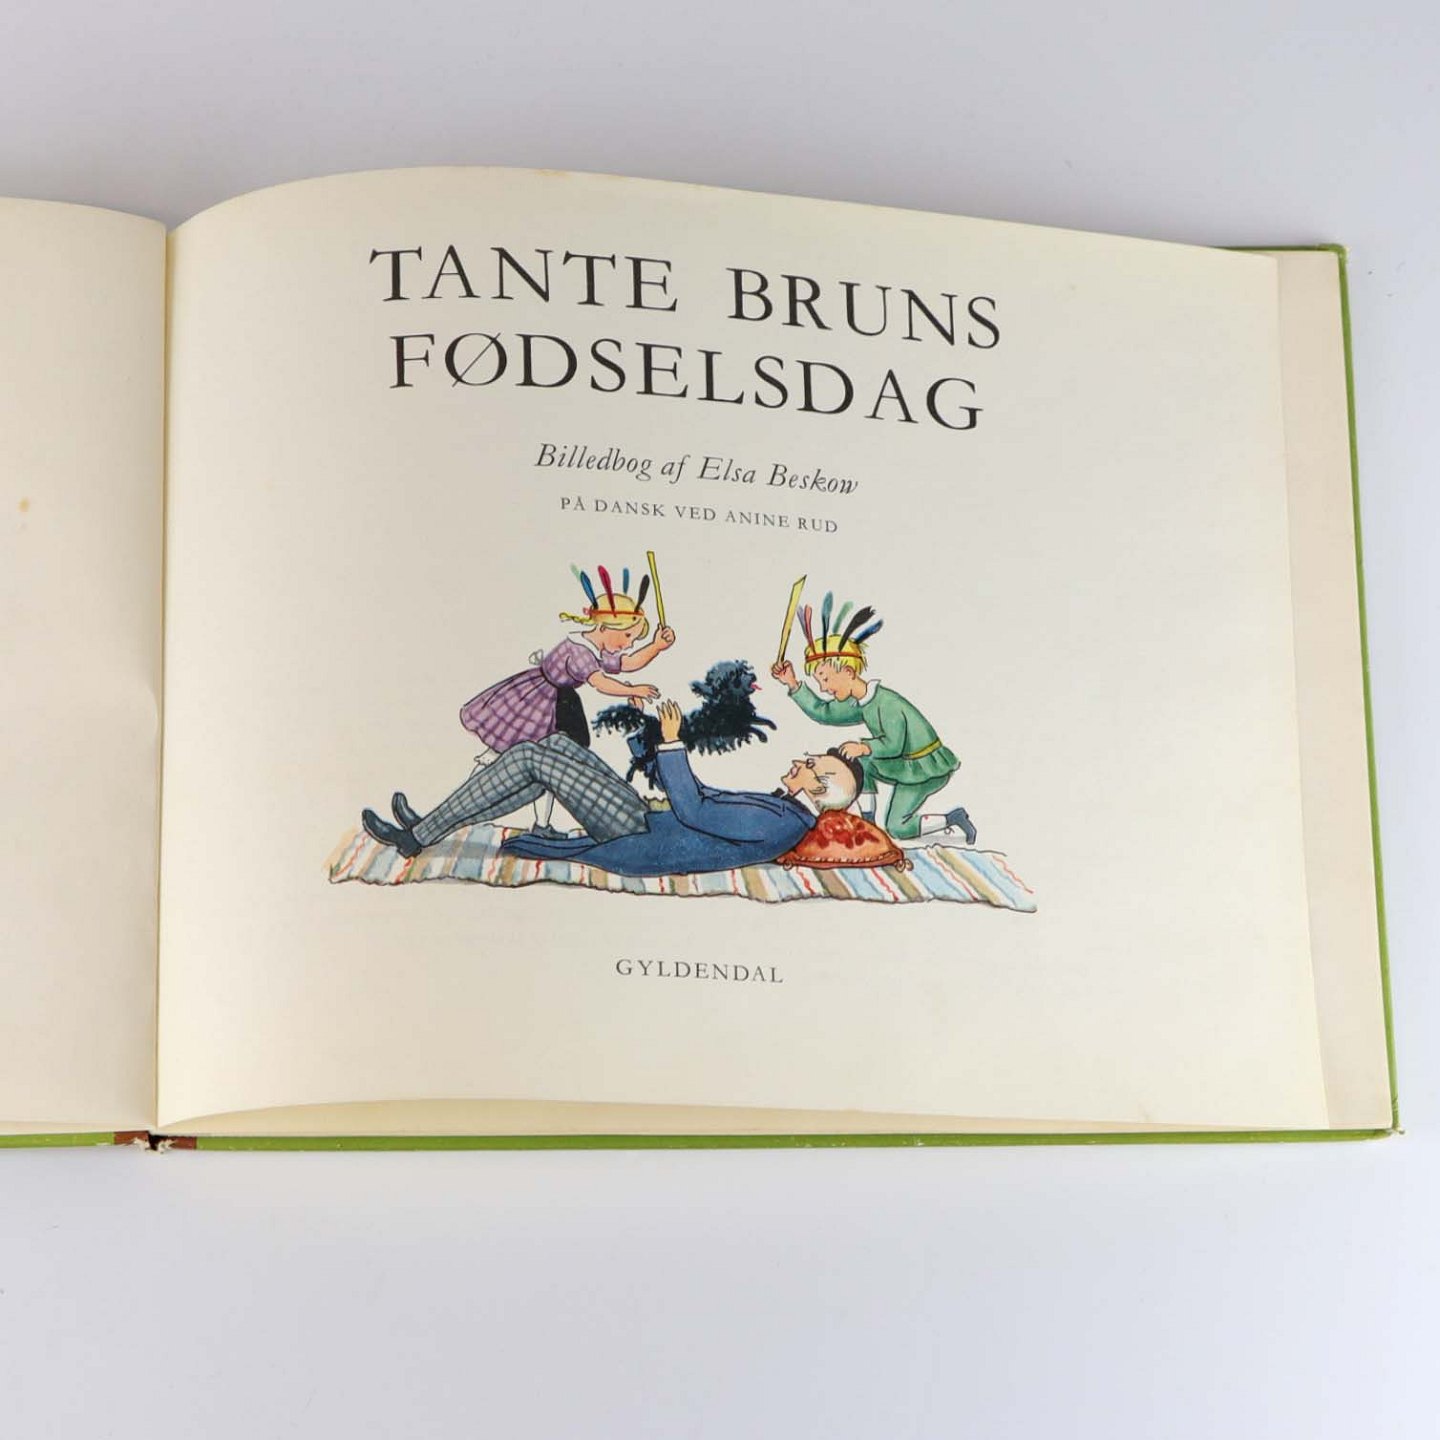 TANTE BRUNS
FØDSELSDAG
Billedbog af Elsa Beskow
PÅ DANSK VED ANINE RUD
GYLDENDAL